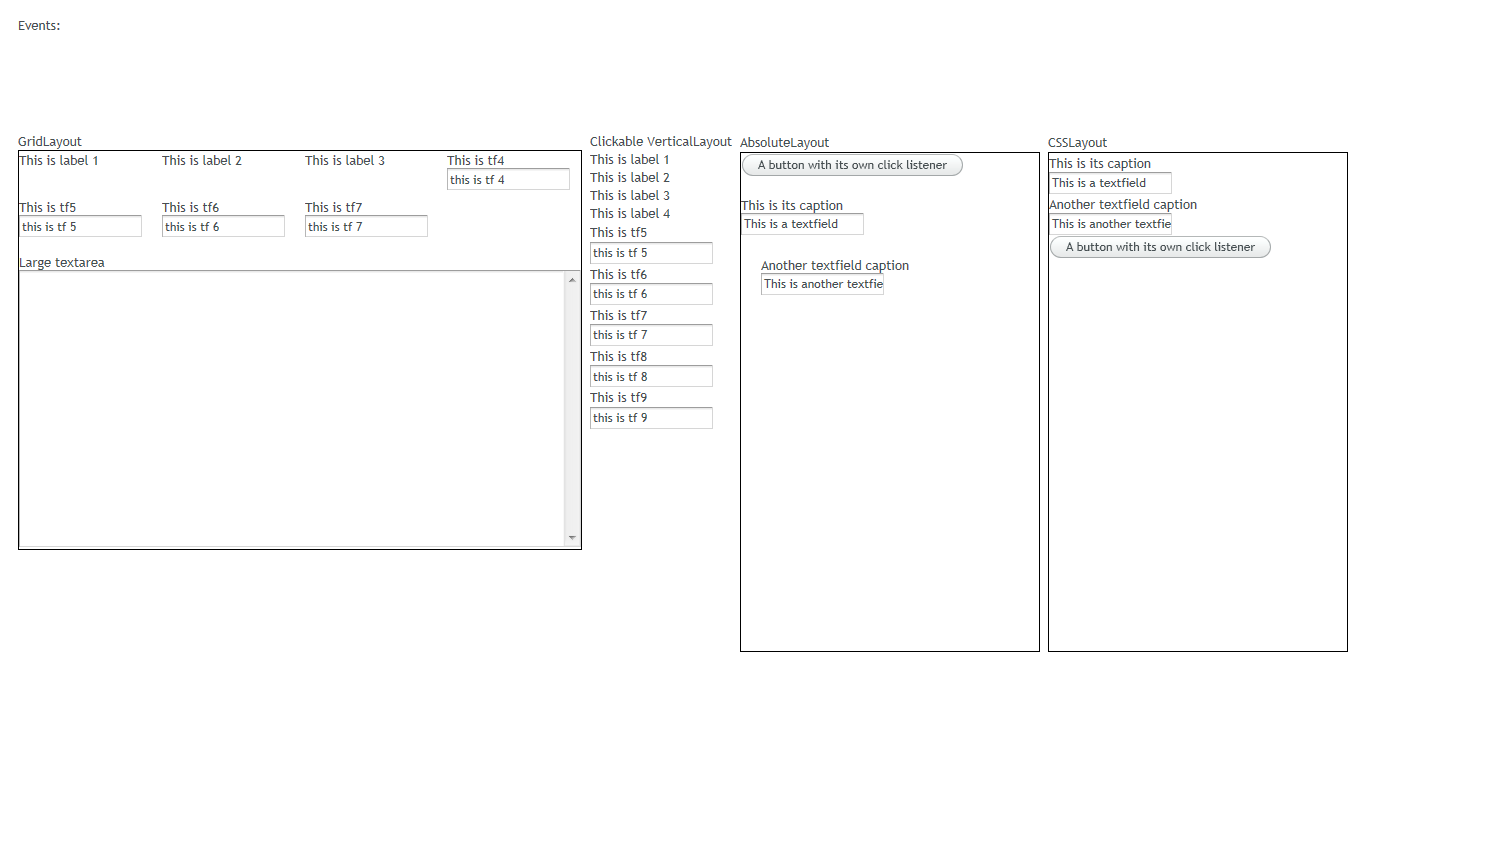 Events:
GridLayout
This is label 1
This is label 2
This is label 3
This is tf4
this is tf 4
This is tf5
This is tf6
This is tf7
this is tf 5
this is tf 6
this is tf 7
Large textarea
Clickable VerticalLayout
This is label 1
This is label 2
This is label 3
This is label 4
This is tf5
this is tf 5
This is tf6
this is tf 6
This is tf7
this is tf 7
This is tf8
this is tf 8
This is tf9
this is tf 9
AbsoluteLayout
A button with its own click listener
This is its caption
This is a textfield
Another textfield caption
This is another textfie
CSSLayout
This is its caption
This is a textfield
Another textfield caption
This is another textfie
A button with its own click listener